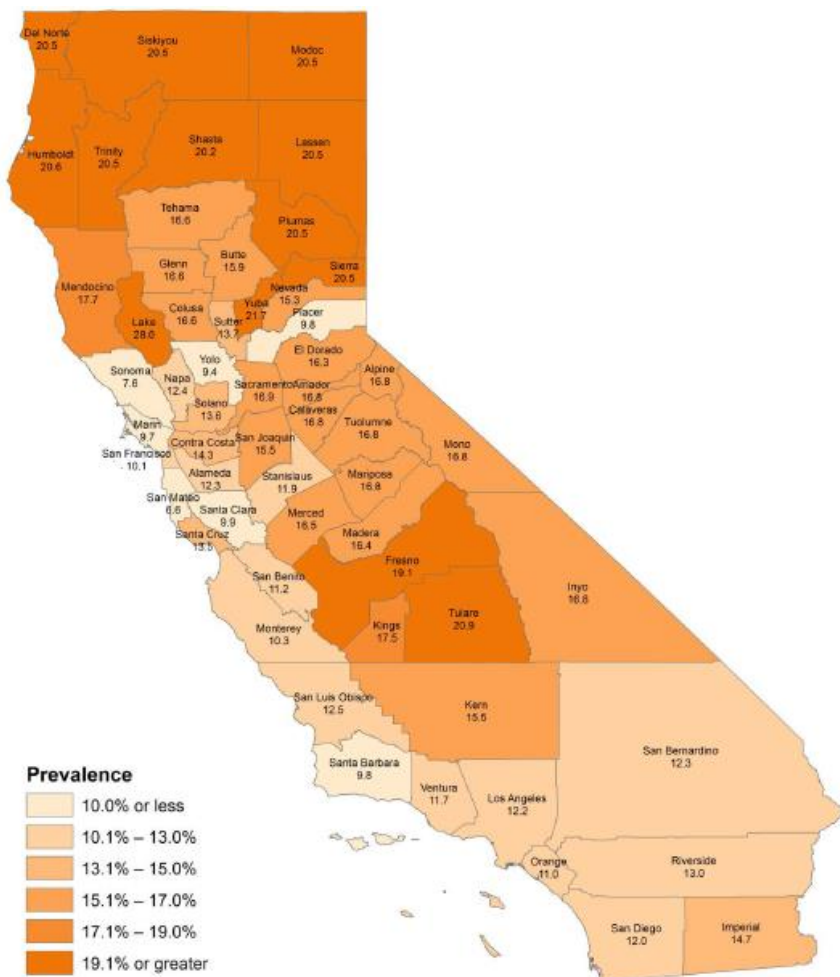 Del Norte
20.5
Siskiyou
20.5
Modoc
20.5
Humboldt
20.6
Trinity
20.5
Shasta
20.2
Lassen
20.5
Tehama
16.6
Plumas
20.5
Mendocino
17.7
Glenn
16.6
Butte
15.9
Sierra
20.5
Lake
28.0
Colusa
16.6
Sutter
13.7
Yuba
21.7
Nevada
15.3
Placer
9.8
Sonoma
7.6
Napa
12.4
Yolo
9.4
El Dorado
16.3
Sacramento
16.9
Amador
16.8
Alpine
16.8
Solano
13.6
Calaveras
16.8
Marin
9.7
San Francisco
10.1
Contra Costa
14.3
San Joaquin
15.5
Tuolumne
16.8
Mono
16.8
Alameda
12.3
Stanislaus
11.9
Mariposa
16.8
San Mateo
6.6
Santa Clara
9.9
Merced
16.5
Madera
16.4
Santa Cruz
13.5
Fresno
19.1
San Benito
11.2
Inyo
16.8
Monterey
10.3
Kings
17.5
Tulare
20.9
San Luis Obispo
12.5
Kern
15.5
San Bernardino
12.3
Santa Barbara
9.8
Ventura
11.7
Los Angeles
12.2
Orange
11.0
Riverside
13.0
San Diego
12.0
Imperial
14.7
Prevalence
10.0% or less
10.1% – 13.0%
13.1% – 15.0%
15.1% – 17.0%
17.1% – 19.0%
19.1% or greater